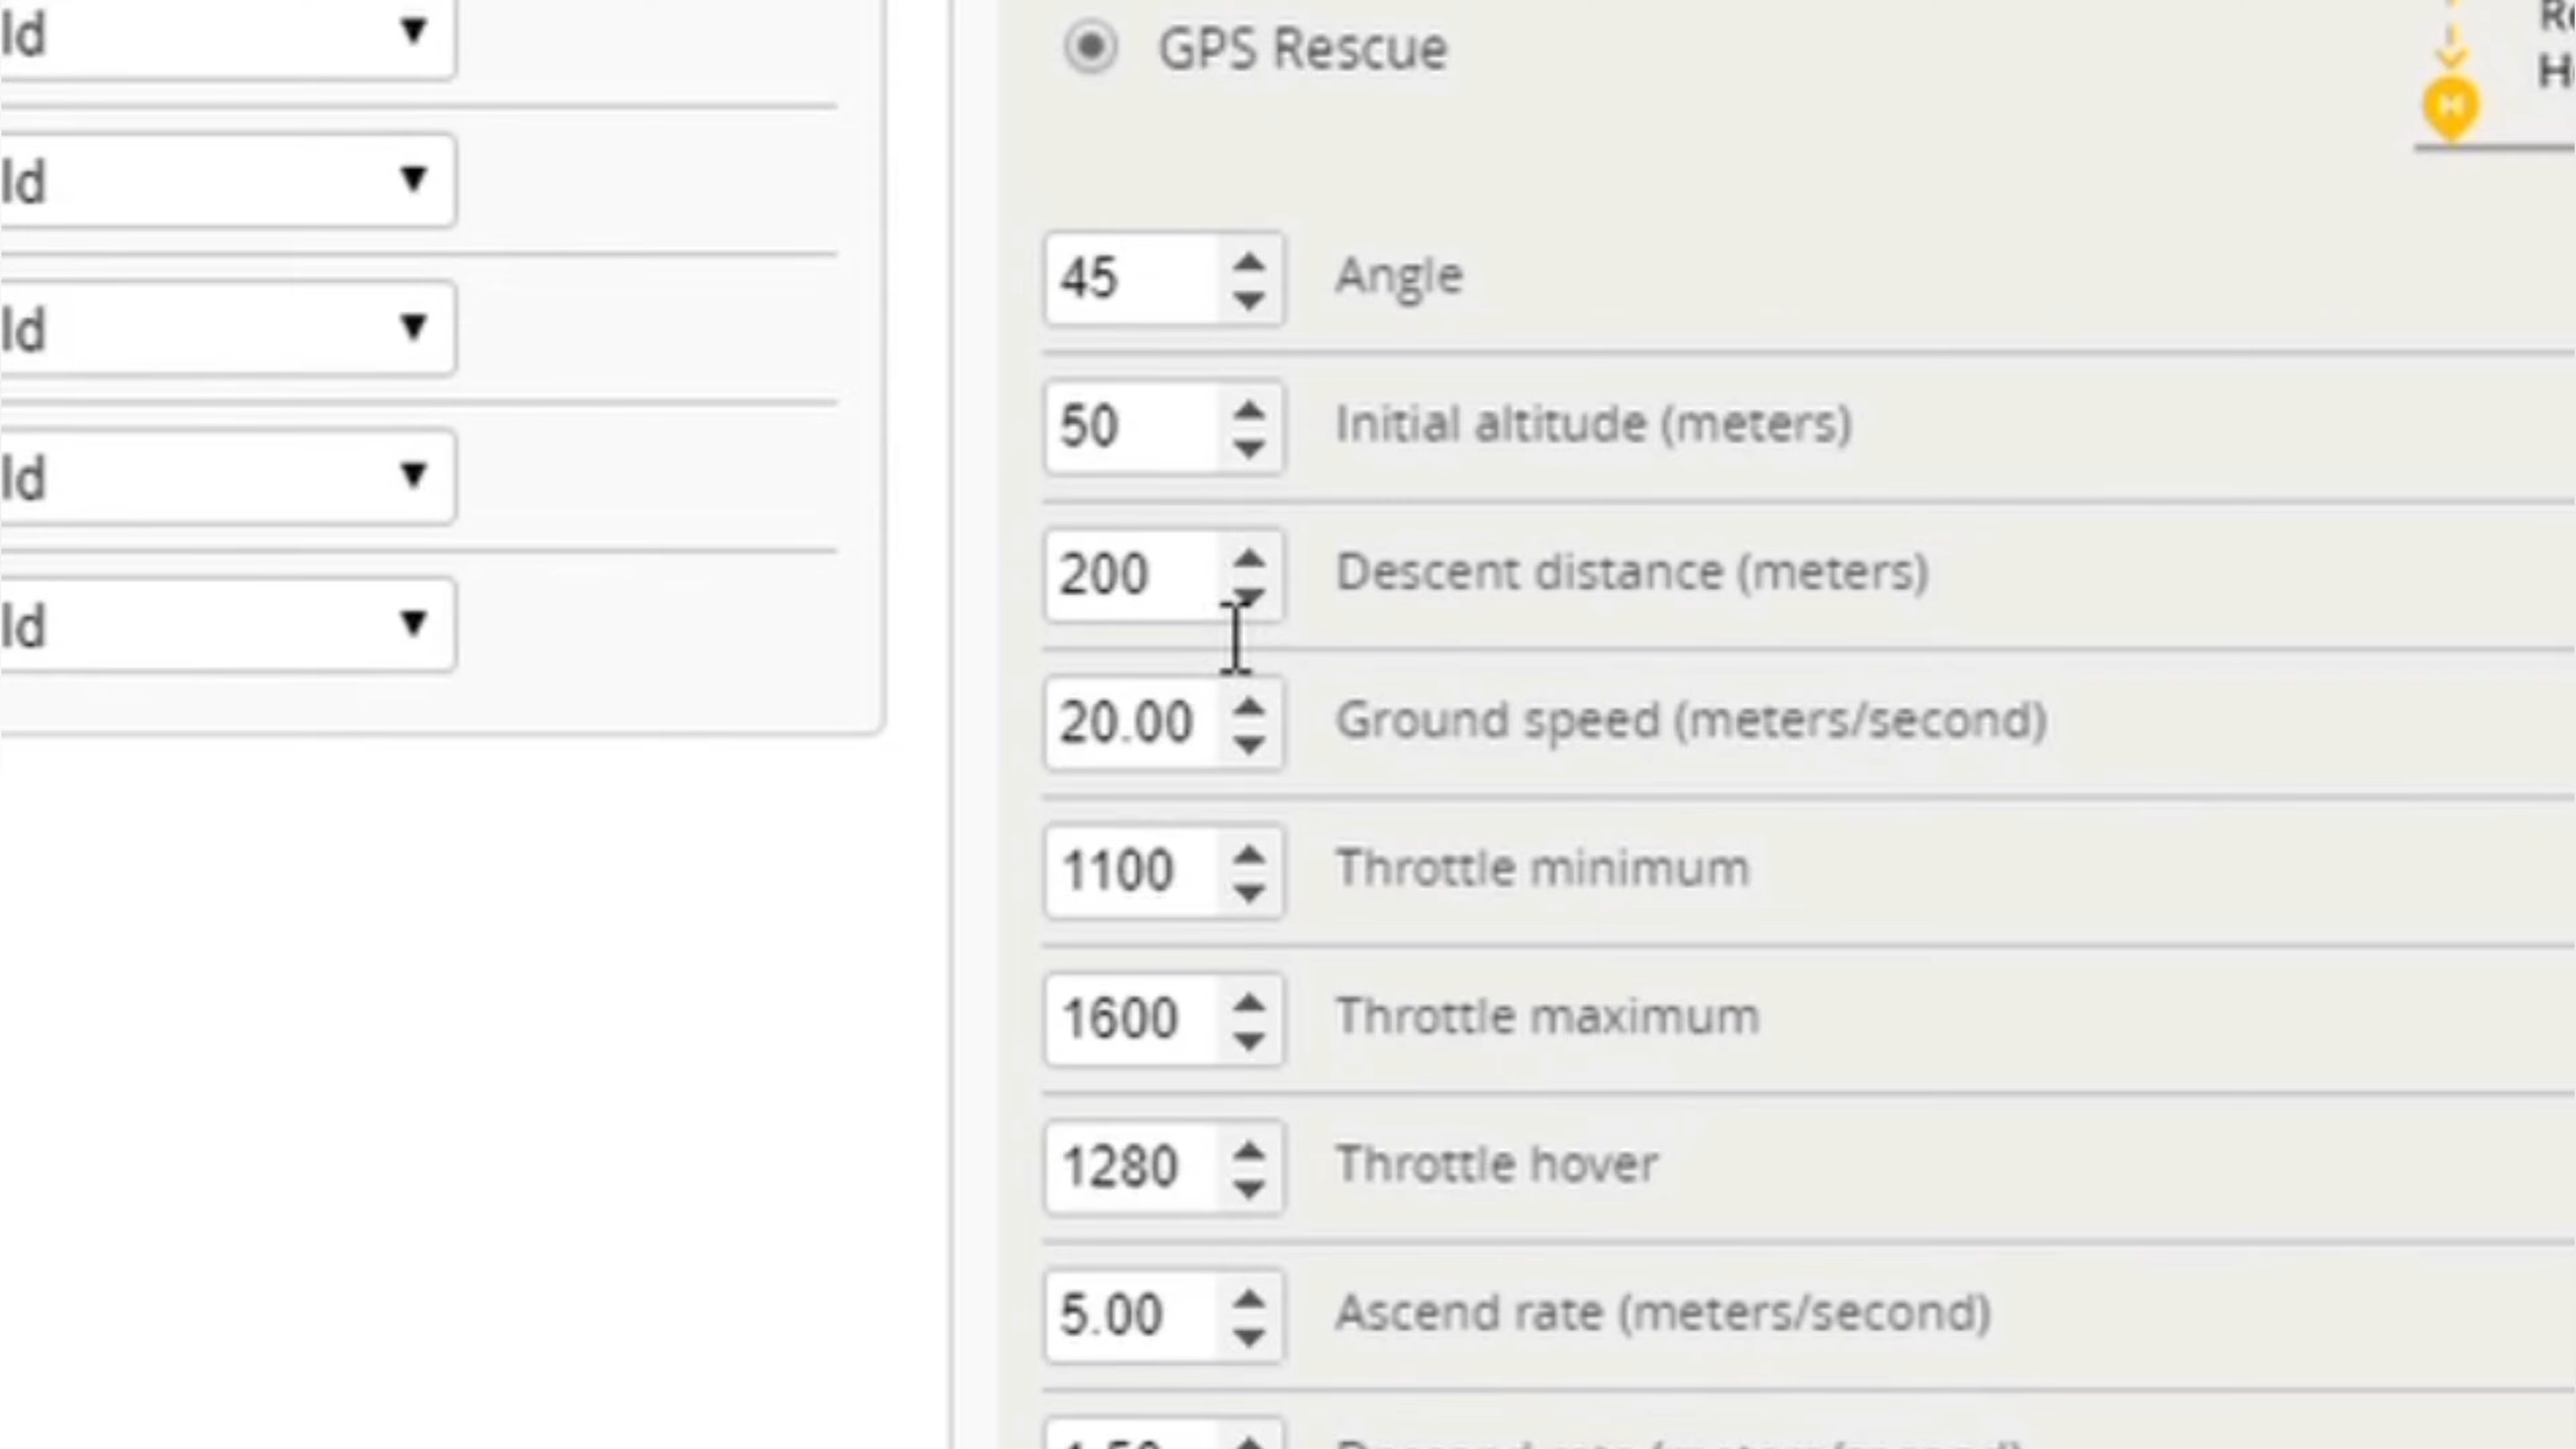 ld
ld
ld
ld
ld
GPS Rescue
H
45 Angle
50 Initial altitude (meters)
200 Descent distance (meters)
20.00 Ground speed (meters/second)
1100 Throttle minimum
1600 Throttle maximum
1280 Throttle hover
5.00 Ascend rate (meters/second)